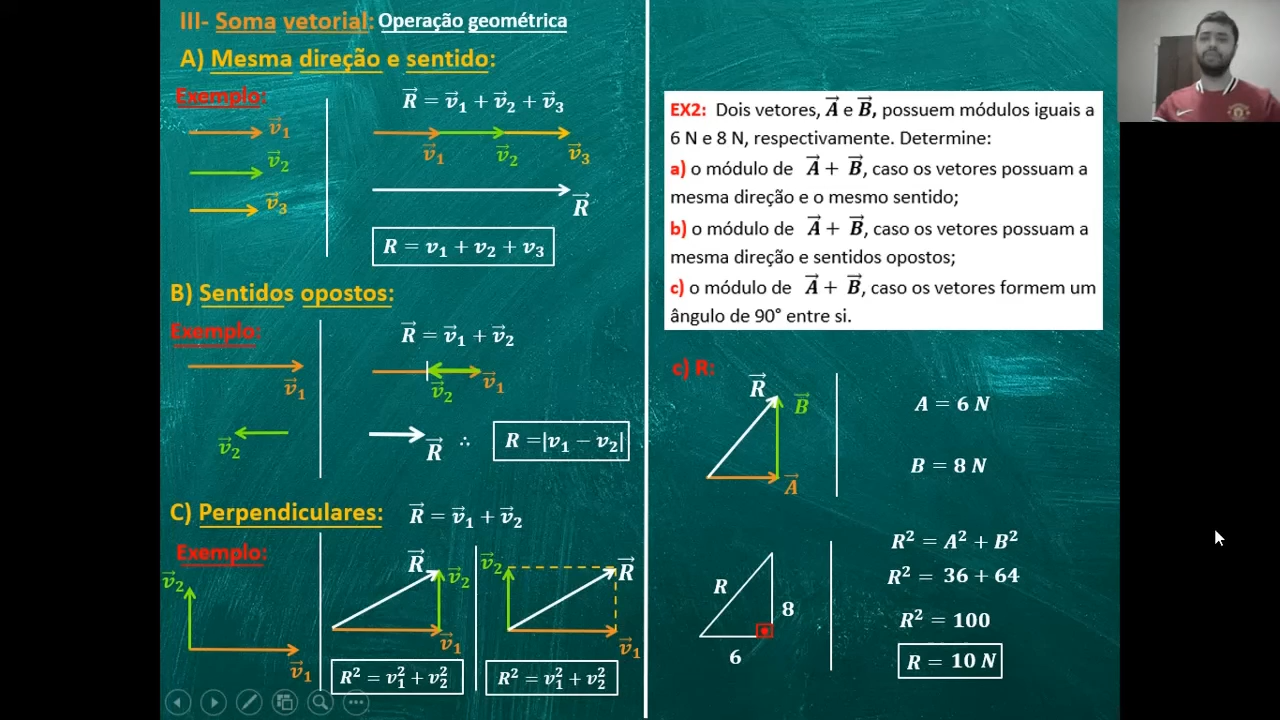 III- Soma vetorial: Operação geométrica
A) Mesma direção e sentido:
Exemplo:
v⃗₁
v⃗₂
v⃗₃
R⃗ = v⃗₁ + v⃗₂ + v⃗₃
v⃗₁ v⃗₂ v⃗₃
R⃗
R = v₁ + v₂ + v₃
B) Sentidos opostos:
Exemplo:
v⃗₁
v⃗₂
R⃗ = v⃗₁ + v⃗₂
v⃗₂ v⃗₁
R⃗ ∴ R = |v₁ − v₂|
C) Perpendiculares: R⃗ = v⃗₁ + v⃗₂
Exemplo:
v⃗₂
v⃗₁
R⃗ v⃗₂
v⃗₁
R² = v₁² + v₂²
v⃗₂ R⃗
v⃗₁
R² = v₁² + v₂²
EX2: Dois vetores, A⃗ e B⃗, possuem módulos iguais a
6 N e 8 N, respectivamente. Determine:
a) o módulo de A⃗ + B⃗, caso os vetores possuam a
mesma direção e o mesmo sentido;
b) o módulo de A⃗ + B⃗, caso os vetores possuam a
mesma direção e sentidos opostos;
c) o módulo de A⃗ + B⃗, caso os vetores formem um
ângulo de 90° entre si.
c) R:
R⃗ B⃗
A⃗
A = 6 N
B = 8 N
R
8
6
R² = A² + B²
R² = 36 + 64
R² = 100
R = 10 N